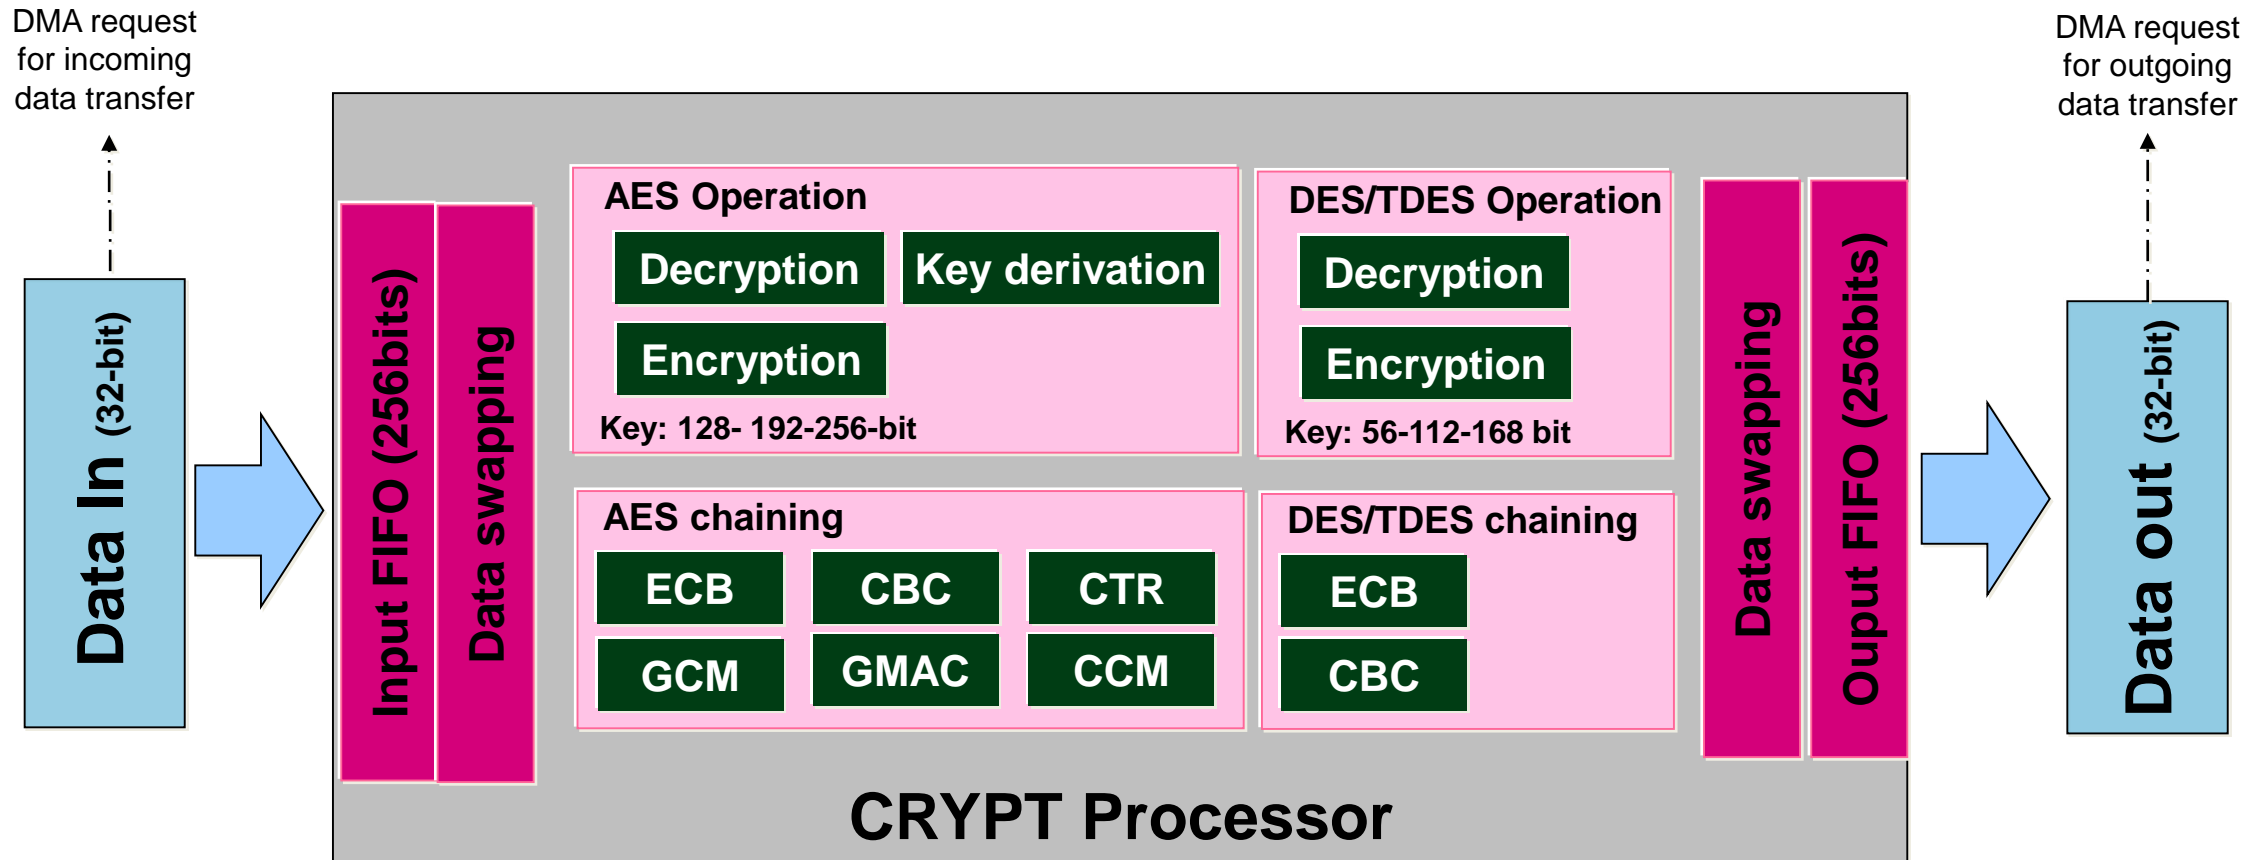 DMA request
for incoming
data transfer
DMA request
for outgoing
data transfer
Data In (32-bit)
Input FIFO (256bits)
Data swapping
AES Operation
Decryption
Key derivation
Encryption
Key: 128- 192-256-bit
DES/TDES Operation
Decryption
Encryption
Key: 56-112-168 bit
AES chaining
ECB
CBC
CTR
GCM
GMAC
CCM
DES/TDES chaining
ECB
CBC
Data swapping
Ouput FIFO (256bits)
Data out (32-bit)
CRYPT Processor